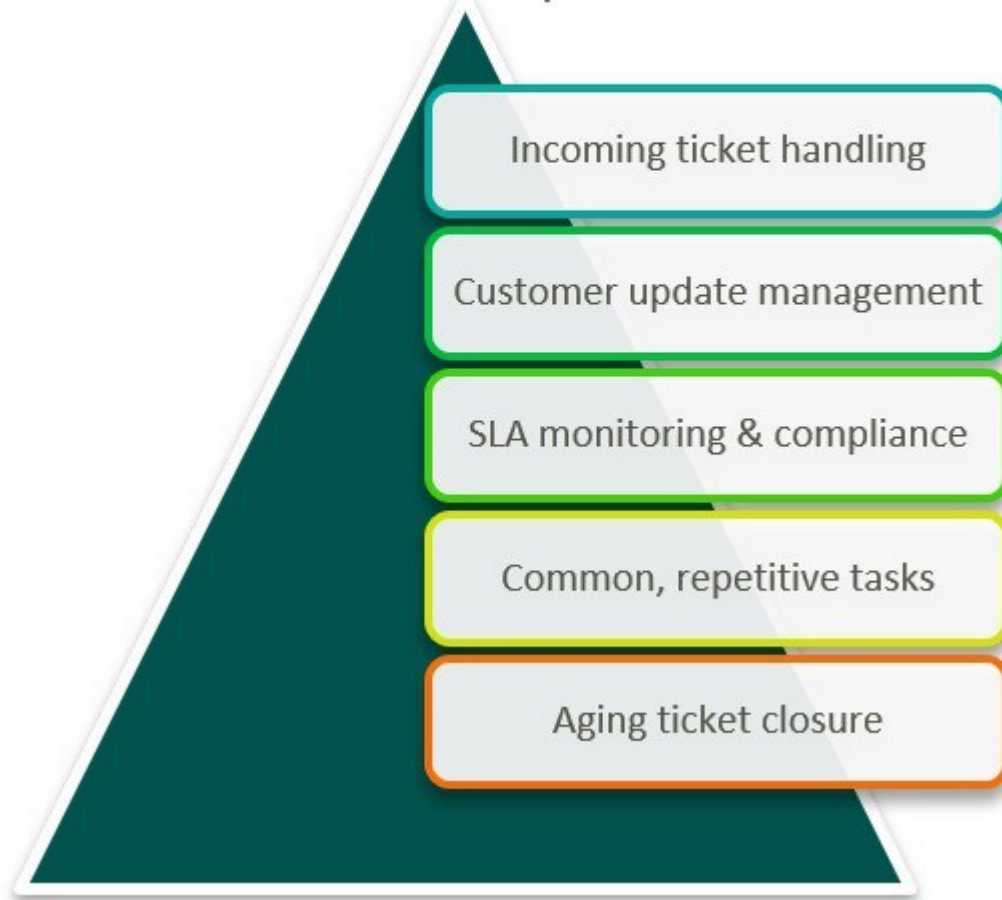 Incoming ticket handling
Customer update management
SLA monitoring & compliance
Common, repetitive tasks
Aging ticket closure